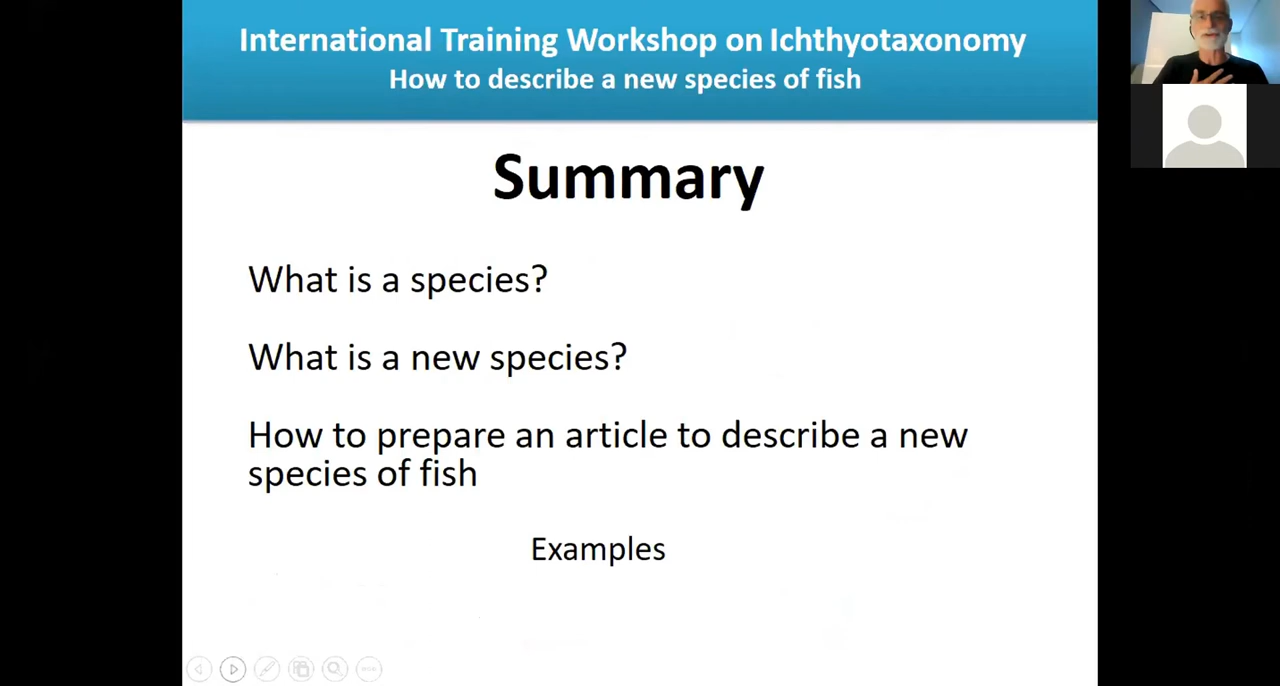 International Training Workshop on Ichthyotaxonomy
How to describe a new species of fish
Summary
What is a species?
What is a new species?
How to prepare an article to describe a new
species of fish
Examples